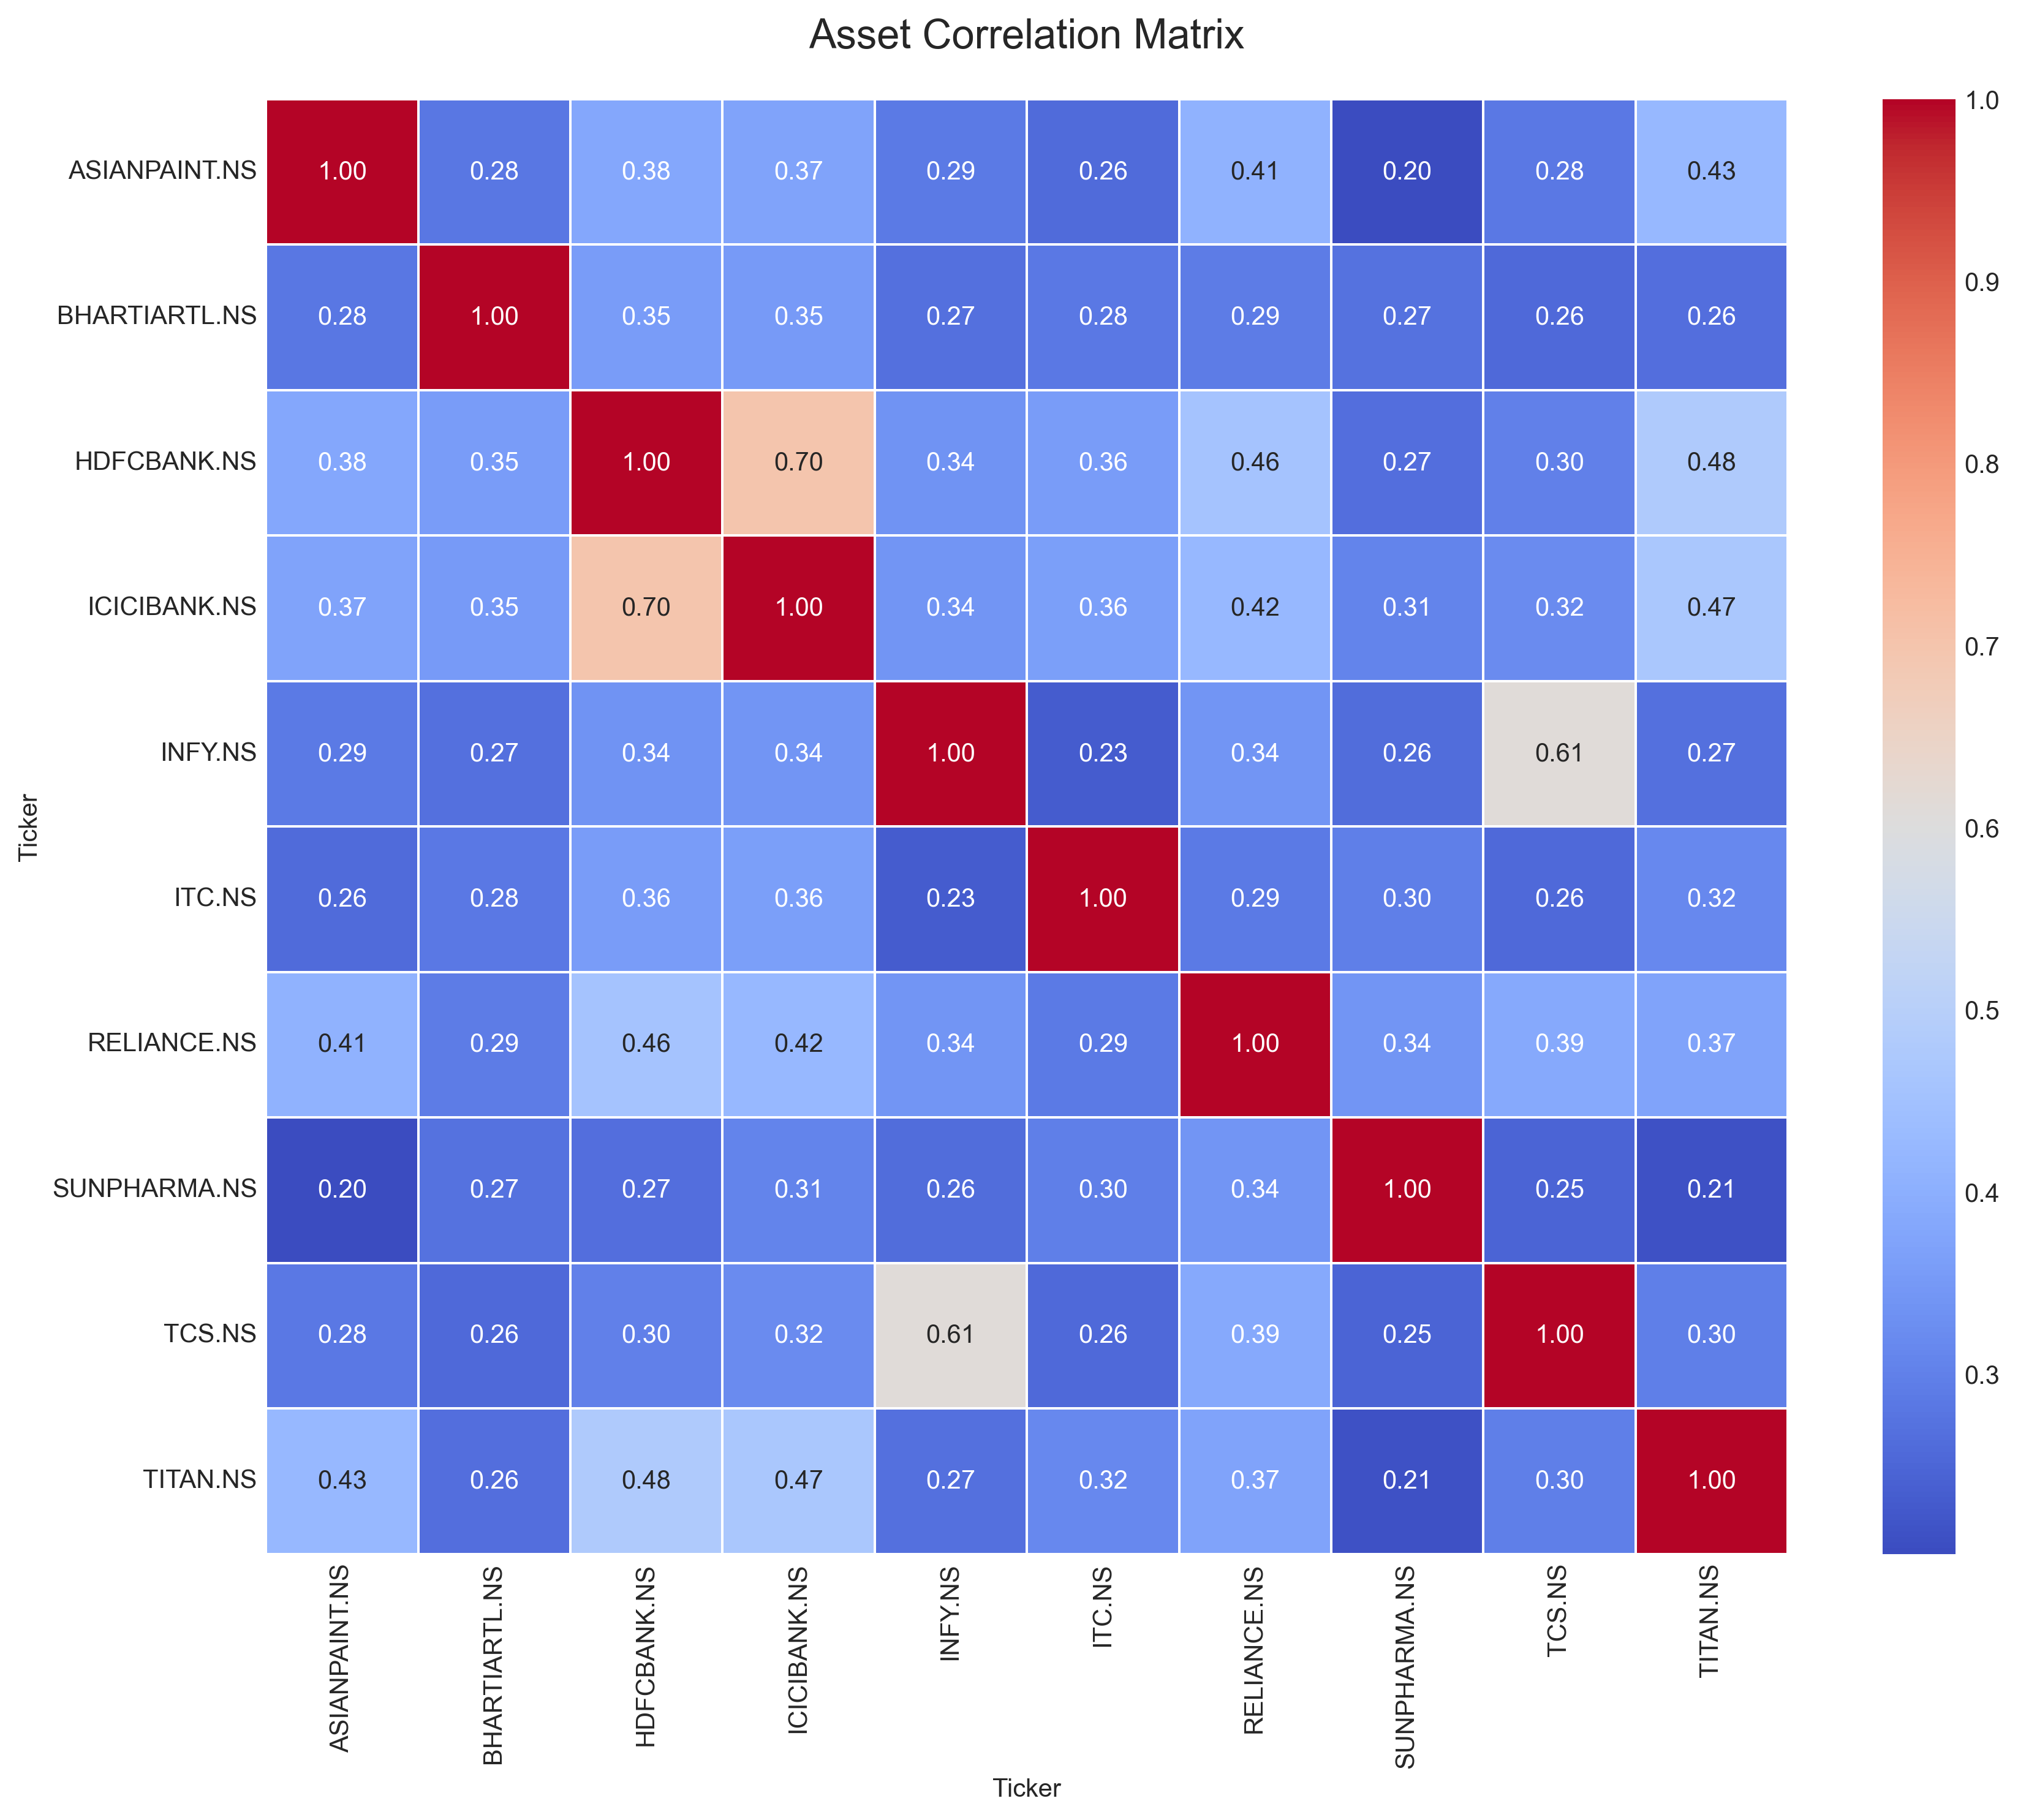 Asset Correlation Matrix
ASIANPAINT.NS 1.00 0.28 0.38 0.37 0.29 0.26 0.41 0.20 0.28 0.43
BHARTIARTL.NS 0.28 1.00 0.35 0.35 0.27 0.28 0.29 0.27 0.26 0.26
HDFCBANK.NS 0.38 0.35 1.00 0.70 0.34 0.36 0.46 0.27 0.30 0.48
ICICIBANK.NS 0.37 0.35 0.70 1.00 0.34 0.36 0.42 0.31 0.32 0.47
INFY.NS 0.29 0.27 0.34 0.34 1.00 0.23 0.34 0.26 0.61 0.27
ITC.NS 0.26 0.28 0.36 0.36 0.23 1.00 0.29 0.30 0.26 0.32
RELIANCE.NS 0.41 0.29 0.46 0.42 0.34 0.29 1.00 0.34 0.39 0.37
SUNPHARMA.NS 0.20 0.27 0.27 0.31 0.26 0.30 0.34 1.00 0.25 0.21
TCS.NS 0.28 0.26 0.30 0.32 0.61 0.26 0.39 0.25 1.00 0.30
TITAN.NS 0.43 0.26 0.48 0.47 0.27 0.32 0.37 0.21 0.30 1.00
Ticker
ASIANPAINT.NS BHARTIARTL.NS HDFCBANK.NS ICICIBANK.NS INFY.NS ITC.NS RELIANCE.NS SUNPHARMA.NS TCS.NS TITAN.NS
Ticker
1.0
0.9
0.8
0.7
0.6
0.5
0.4
0.3